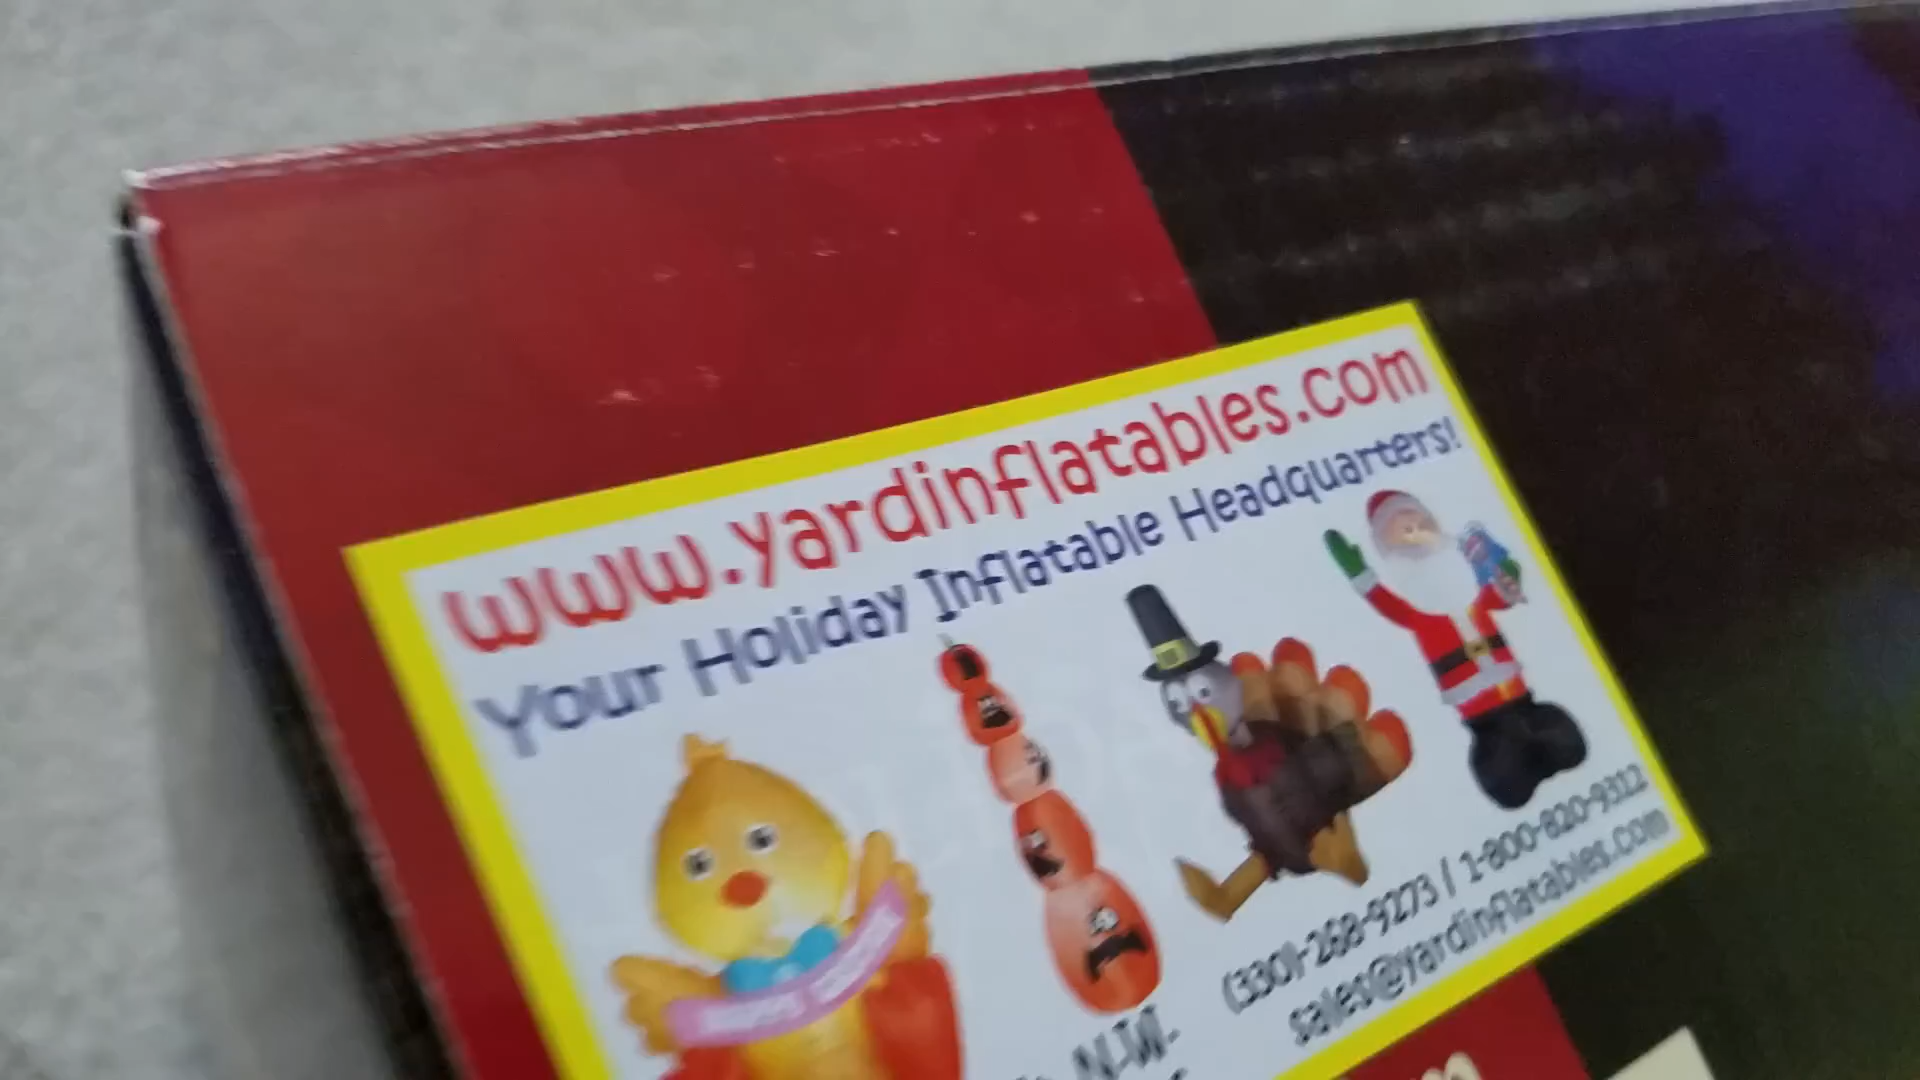 www.yardinflatables.com
Your Holiday Inflatable Headquarters!
(330)-268-9273 / 1-800-820-9312
sales@yardinflatables.com
N.W.